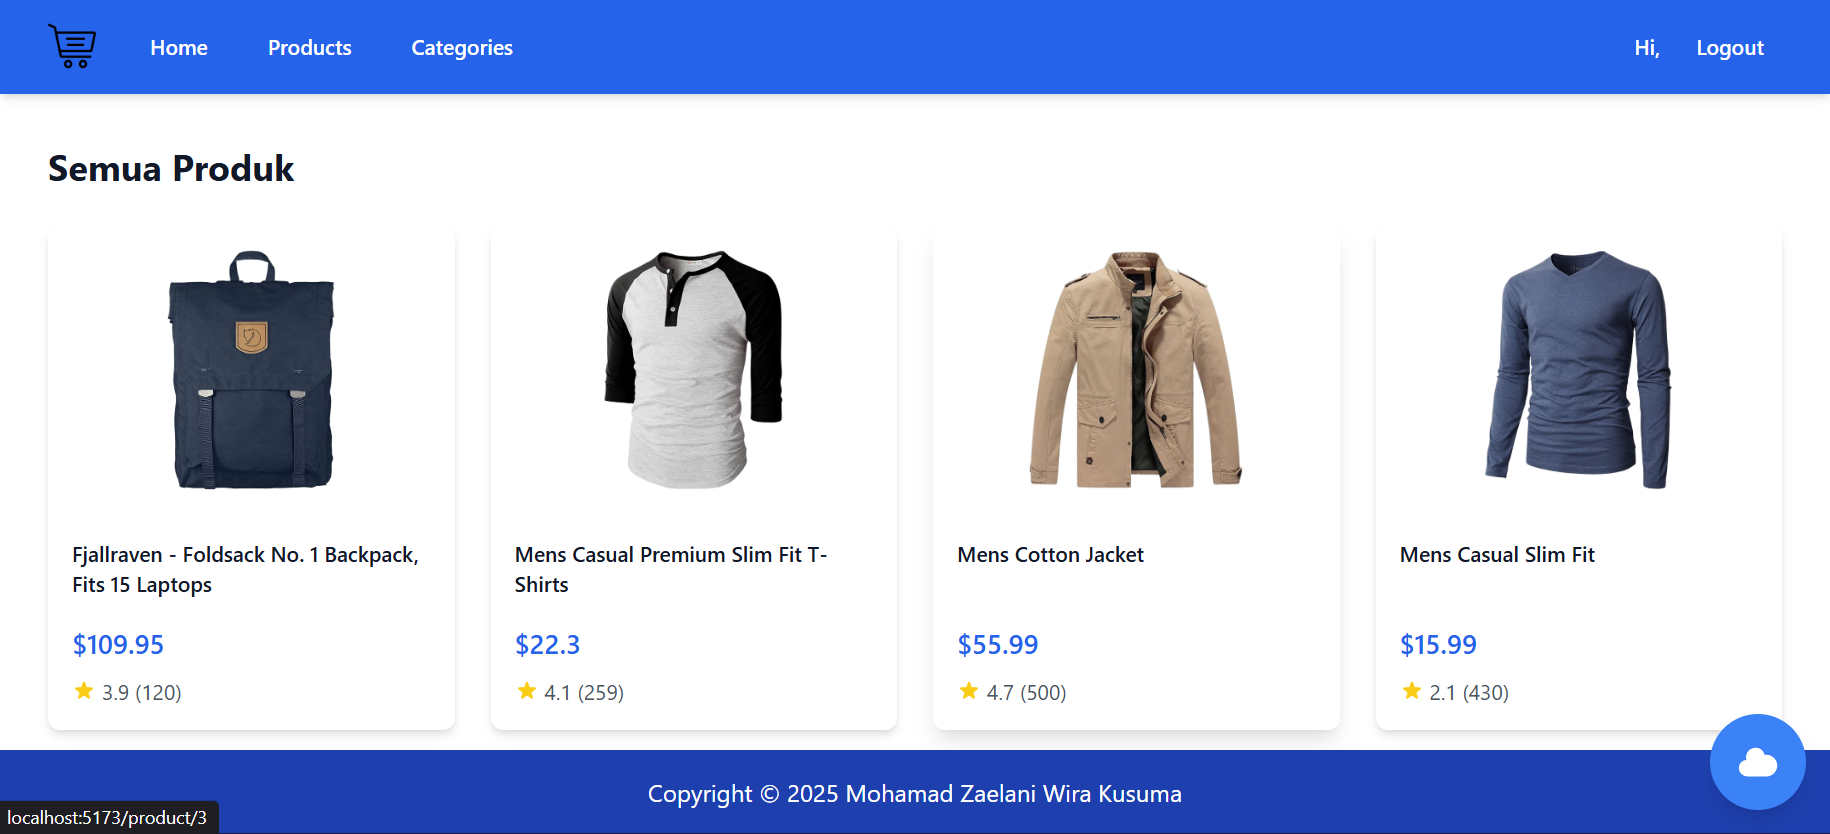 Home Products Categories Hi, Logout
Semua Produk
Fjallraven - Foldsack No. 1 Backpack,
Fits 15 Laptops
$109.95
3.9 (120)
Mens Casual Premium Slim Fit T-
Shirts
$22.3
4.1 (259)
Mens Cotton Jacket
$55.99
4.7 (500)
Mens Casual Slim Fit
$15.99
2.1 (430)
Copyright © 2025 Mohamad Zaelani Wira Kusuma
localhost:5173/product/3